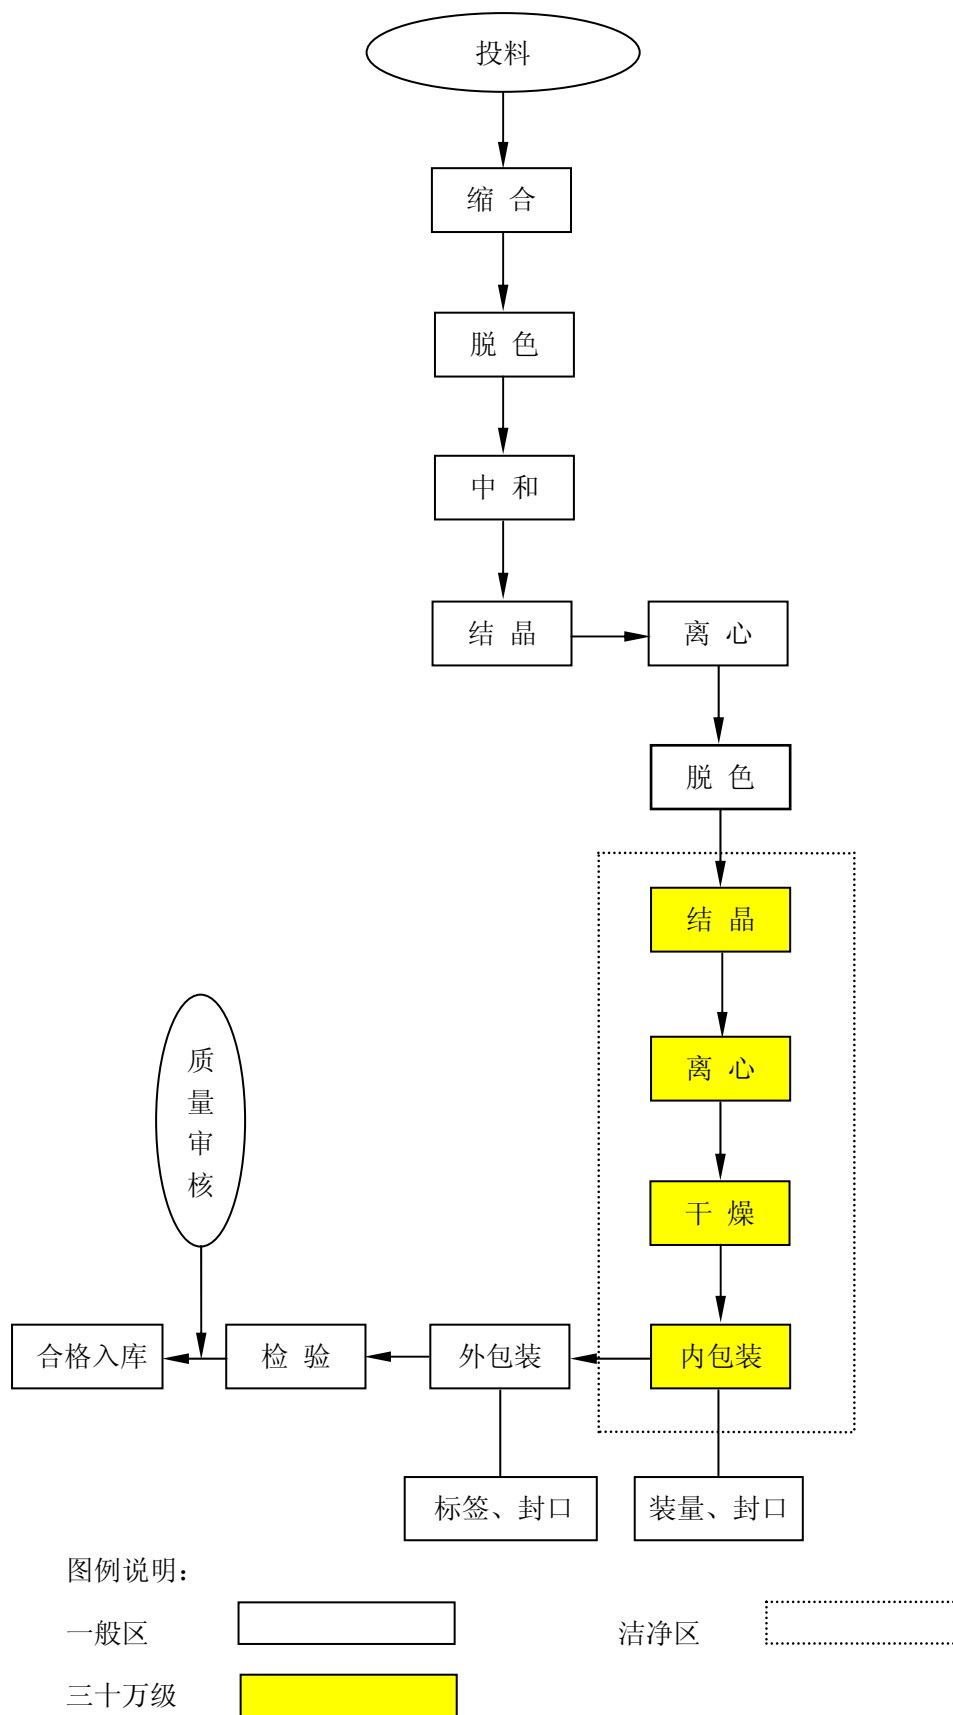 投料
缩 合
脱 色
中 和
结 晶
离 心
脱 色
结 晶
离 心
干 燥
内包装
外包装
检 验
合格入库
质
量
审
核
标签、封口
装量、封口
图例说明：
一般区
洁净区
三十万级